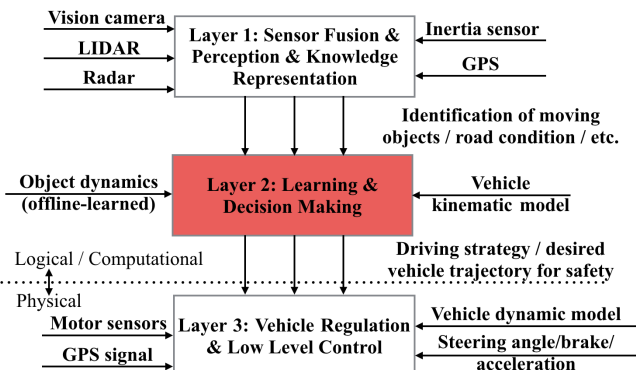 Vision camera
LIDAR
Radar
Layer 1: Sensor Fusion &
Perception & Knowledge
Representation
Inertia sensor
GPS
Identification of moving
objects / road condition / etc.
Object dynamics
(offline-learned)
Layer 2: Learning &
Decision Making
Vehicle
kinematic model
Logical / Computational
Physical
Driving strategy / desired
vehicle trajectory for safety
Motor sensors
GPS signal
Layer 3: Vehicle Regulation
& Low Level Control
Vehicle dynamic model
Steering angle/brake/
acceleration